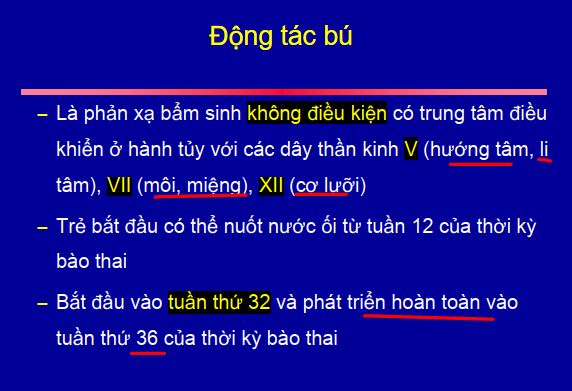 Động tác bú
– Là phản xạ bẩm sinh không điều kiện có trung tâm điều
khiển ở hành tủy với các dây thần kinh V (hướng tâm, li
tâm), VII (môi, miệng), XII (cơ lưỡi)
– Trẻ bắt đầu có thể nuốt nước ối từ tuần 12 của thời kỳ
bào thai
– Bắt đầu vào tuần thứ 32 và phát triển hoàn toàn vào
tuần thứ 36 của thời kỳ bào thai